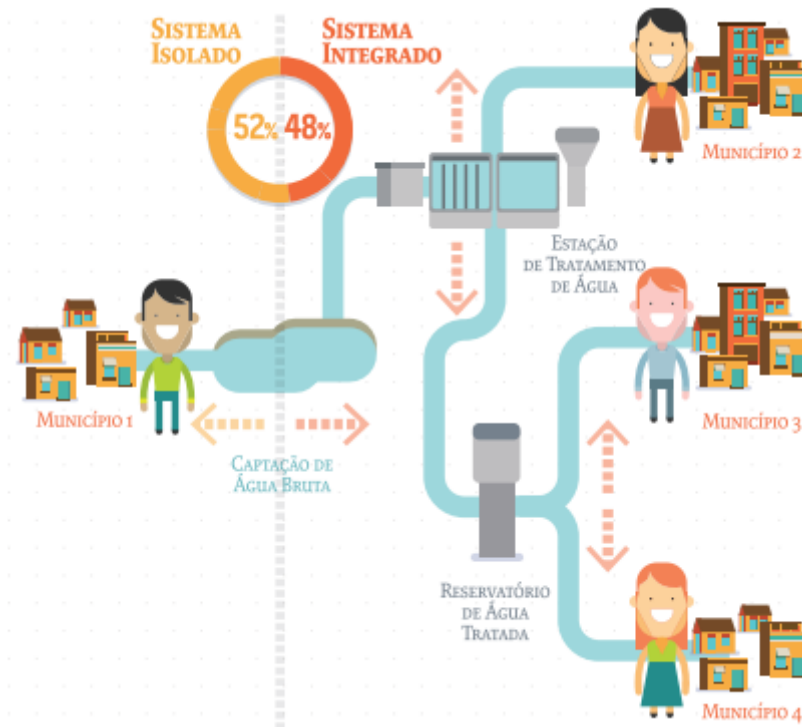 SISTEMA
ISOLADO
SISTEMA
INTEGRADO
52% 48%
MUNICÍPIO 2
ESTAÇÃO
DE TRATAMENTO
DE ÁGUA
MUNICÍPIO 1
CAPTAÇÃO DE
ÁGUA BRUTA
MUNICÍPIO 3
RESERVATÓRIO
DE ÁGUA
TRATADA
MUNICÍPIO 4